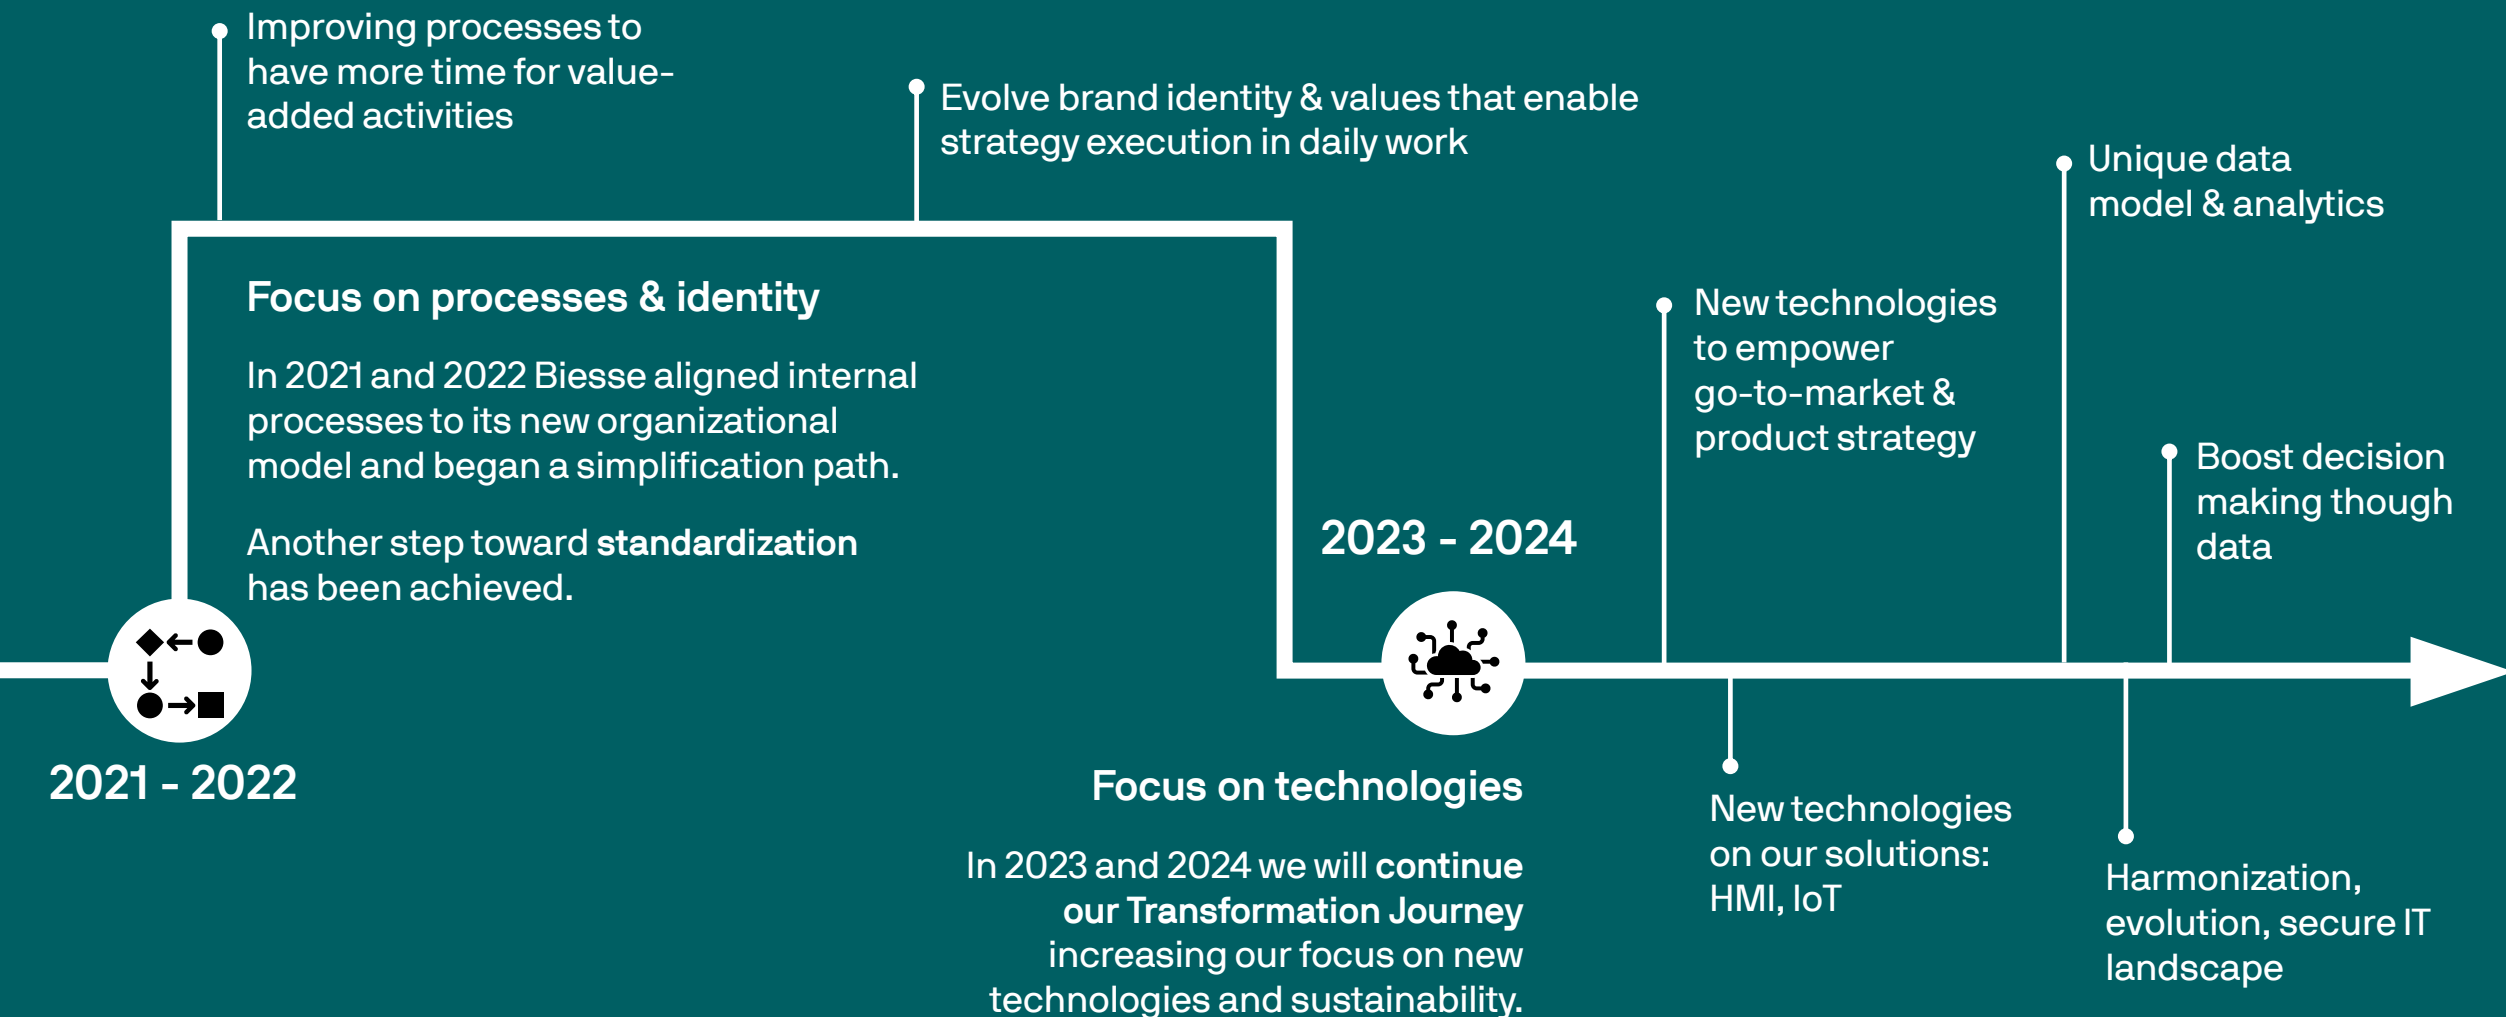 Improving processes to
have more time for value-
added activities
Evolve brand identity & values that enable
strategy execution in daily work
Focus on processes & identity
In 2021 and 2022 Biesse aligned internal
processes to its new organizational
model and began a simplification path.
Another step toward standardization
has been achieved.
2021 - 2022
2023 - 2024
Focus on technologies
In 2023 and 2024 we will continue
our Transformation Journey
increasing our focus on new
technologies and sustainability.
New technologies
to empower
go-to-market &
product strategy
New technologies
on our solutions:
HMI, IoT
Unique data
model & analytics
Harmonization,
evolution, secure IT
landscape
Boost decision
making though
data